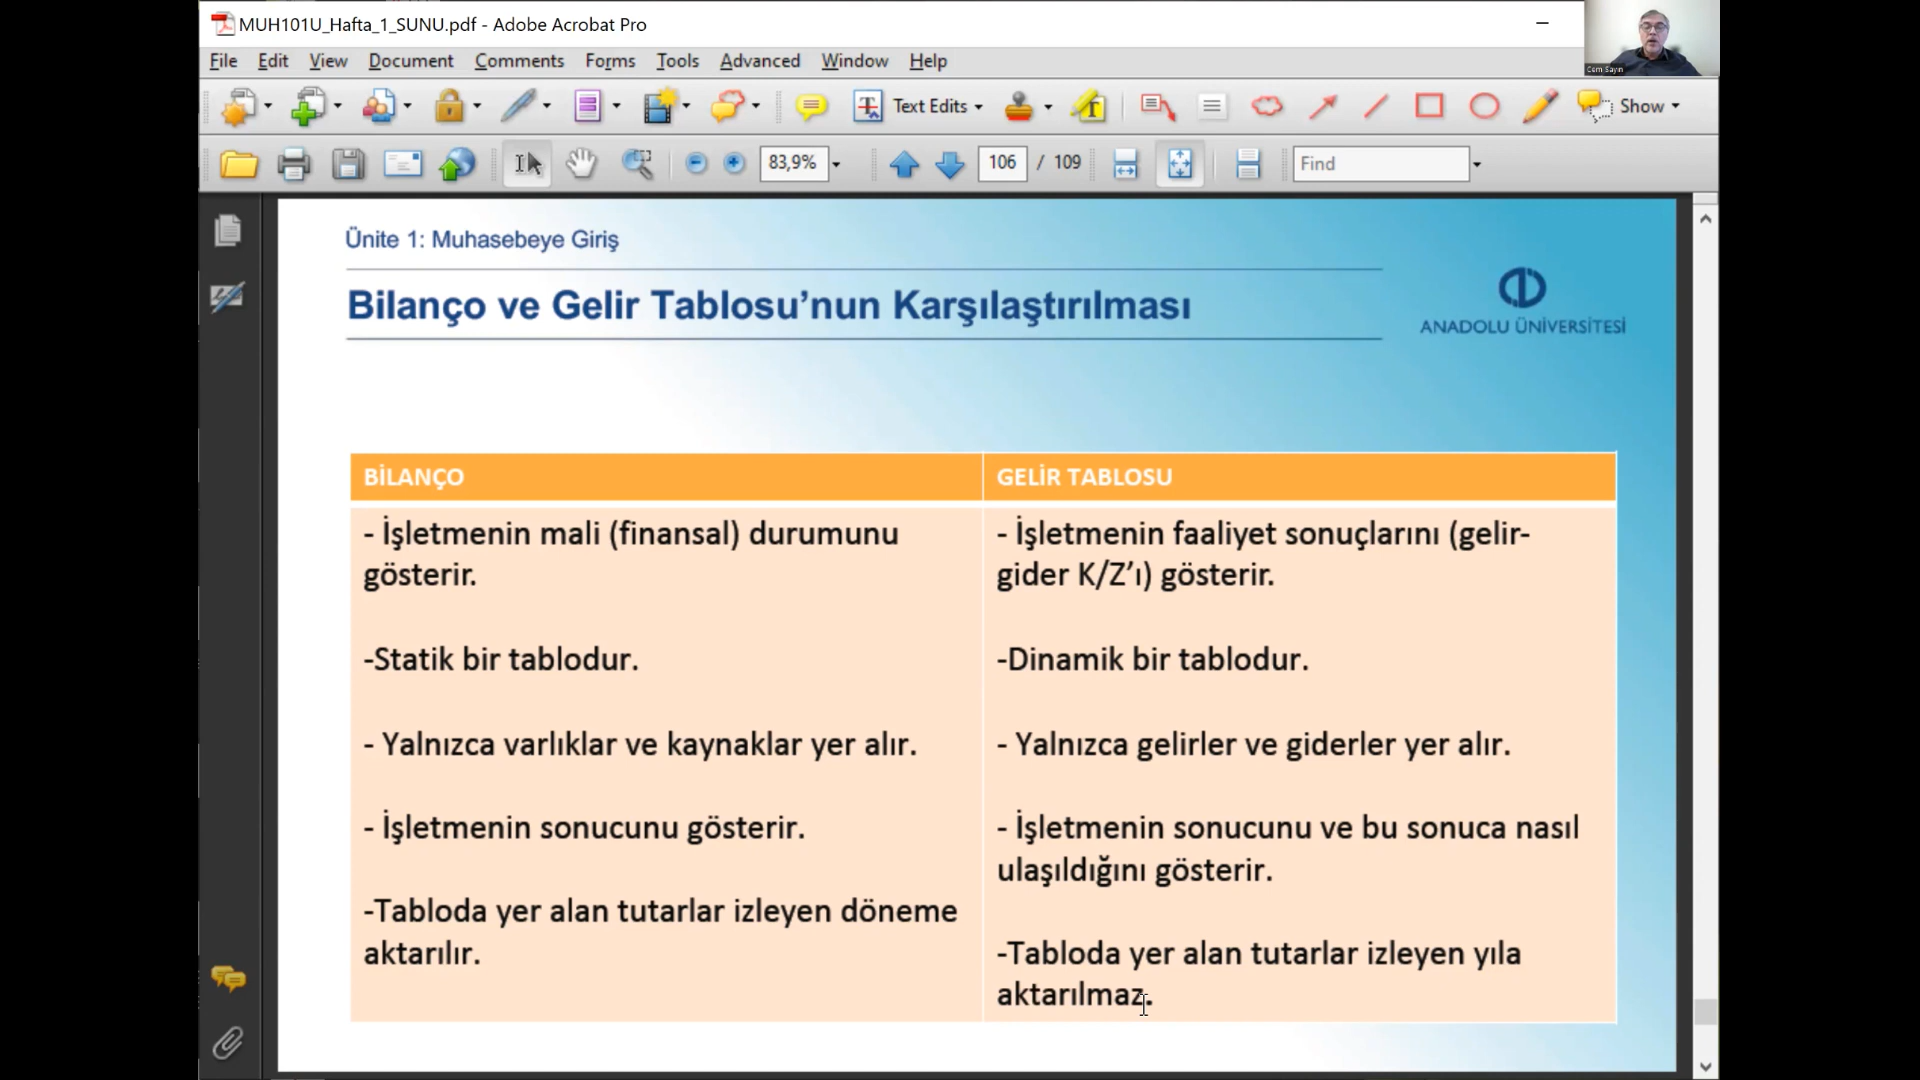 MUH101U_Hafta_1_SUNU.pdf - Adobe Acrobat Pro
Cem Sayın
File Edit View Document Comments Forms Tools Advanced Window Help
Text Edits
Show
83,9%
106 / 109
Find
Ünite 1: Muhasebeye Giriş
Bilanço ve Gelir Tablosu’nun Karşılaştırılması
ANADOLU ÜNİVERSİTESİ
BİLANÇO
- İşletmenin mali (finansal) durumunu
gösterir.
-Statik bir tablodur.
- Yalnızca varlıklar ve kaynaklar yer alır.
- İşletmenin sonucunu gösterir.
-Tabloda yer alan tutarlar izleyen döneme
aktarılır.
GELİR TABLOSU
- İşletmenin faaliyet sonuçlarını (gelir-
gider K/Z’ı) gösterir.
-Dinamik bir tablodur.
- Yalnızca gelirler ve giderler yer alır.
- İşletmenin sonucunu ve bu sonuca nasıl
ulaşıldığını gösterir.
-Tabloda yer alan tutarlar izleyen yıla
aktarılmaz.